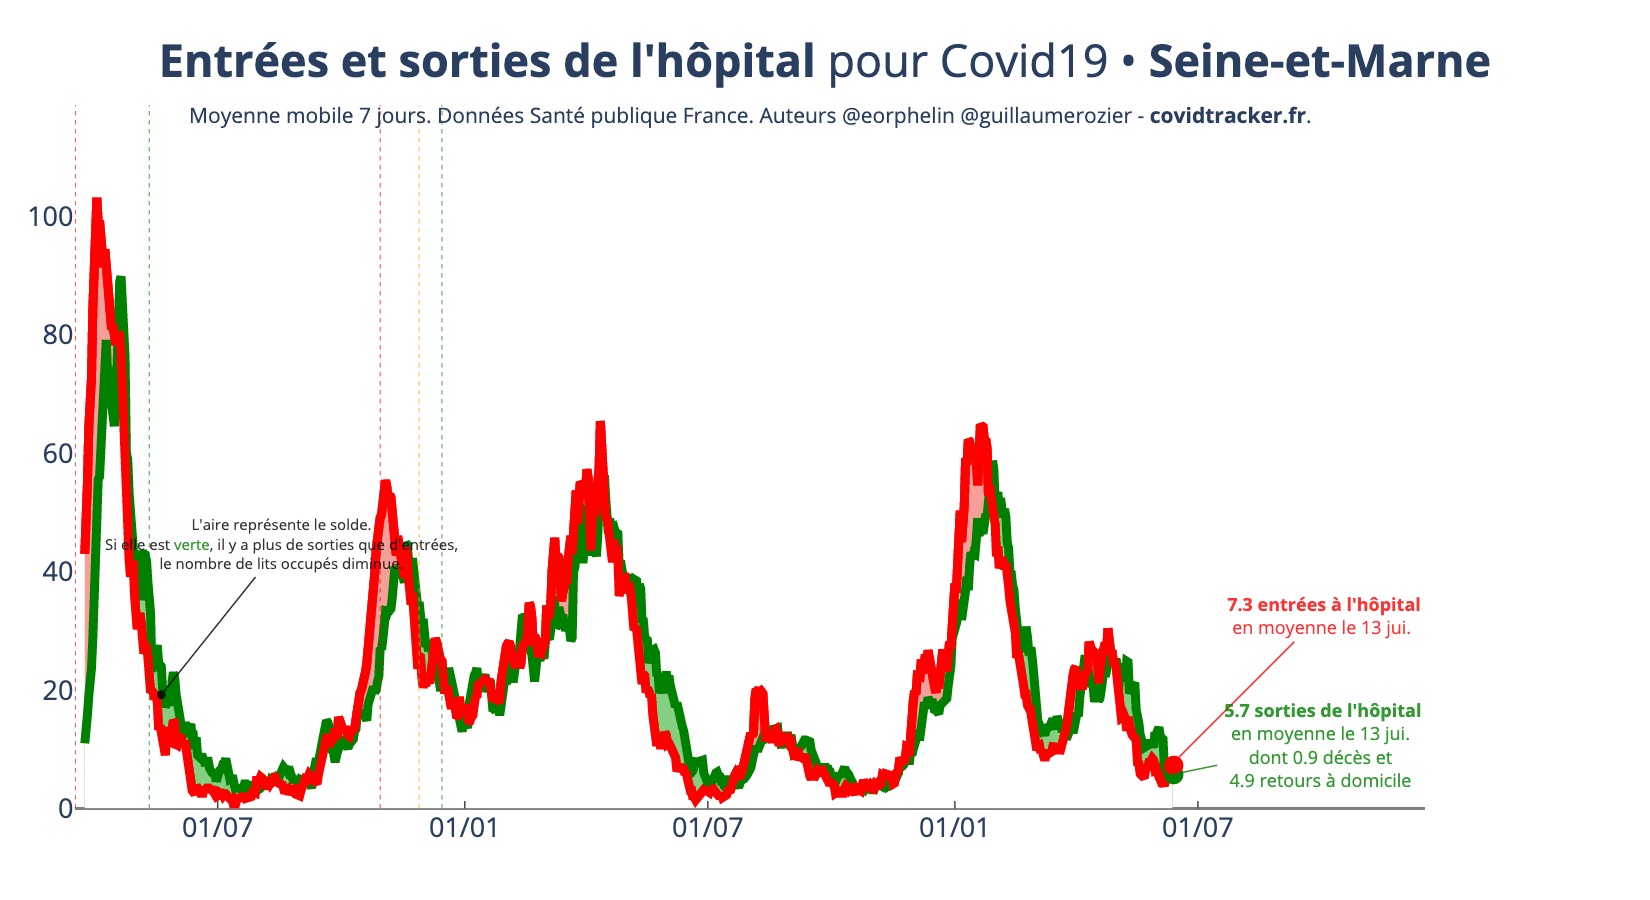 Entrées et sorties de l'hôpital pour Covid19 • Seine-et-Marne
Moyenne mobile 7 jours. Données Santé publique France. Auteurs @eorphelin @guillaumerozier - covidtracker.fr.
100
80
60
40
20
0
L'aire représente le solde.
Si elle est verte, il y a plus de sorties que d'entrées,
le nombre de lits occupés diminue.
7.3 entrées à l'hôpital
en moyenne le 13 jui.
5.7 sorties de l'hôpital
en moyenne le 13 jui.
dont 0.9 décès et
4.9 retours à domicile
01/07 01/01 01/07 01/01 01/07